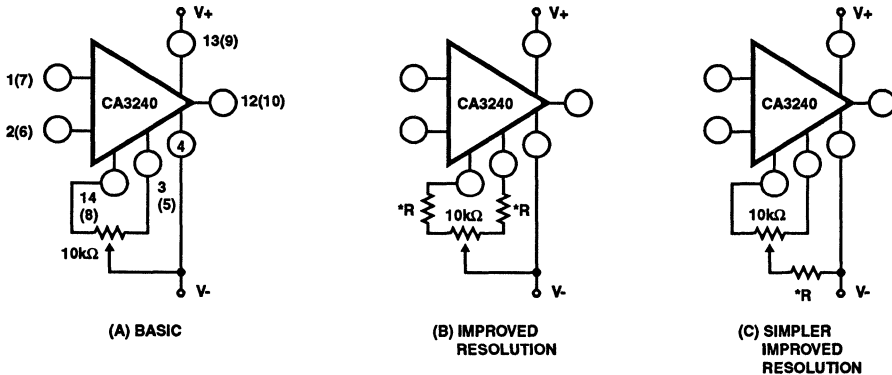 V+
13(9)
1(7)
CA3240
12(10)
2(6)
4
14
(8)
3
(5)
10kΩ
V-
(A) BASIC
V+
CA3240
*R
10kΩ
*R
V-
(B) IMPROVED
RESOLUTION
V+
CA3240
10kΩ
*R
V-
(C) SIMPLER
IMPROVED
RESOLUTION